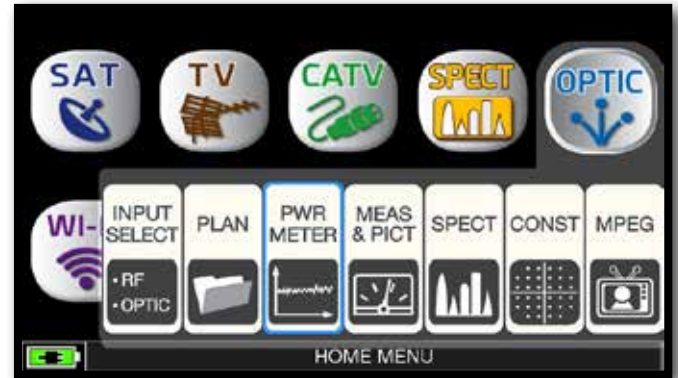 SAT TV CATV SPECT OPTIC
WI-
INPUT SELECT
• RF
• OPTIC
PLAN
PWR METER
MEAS & PICT
SPECT
CONST
MPEG
HOME MENU